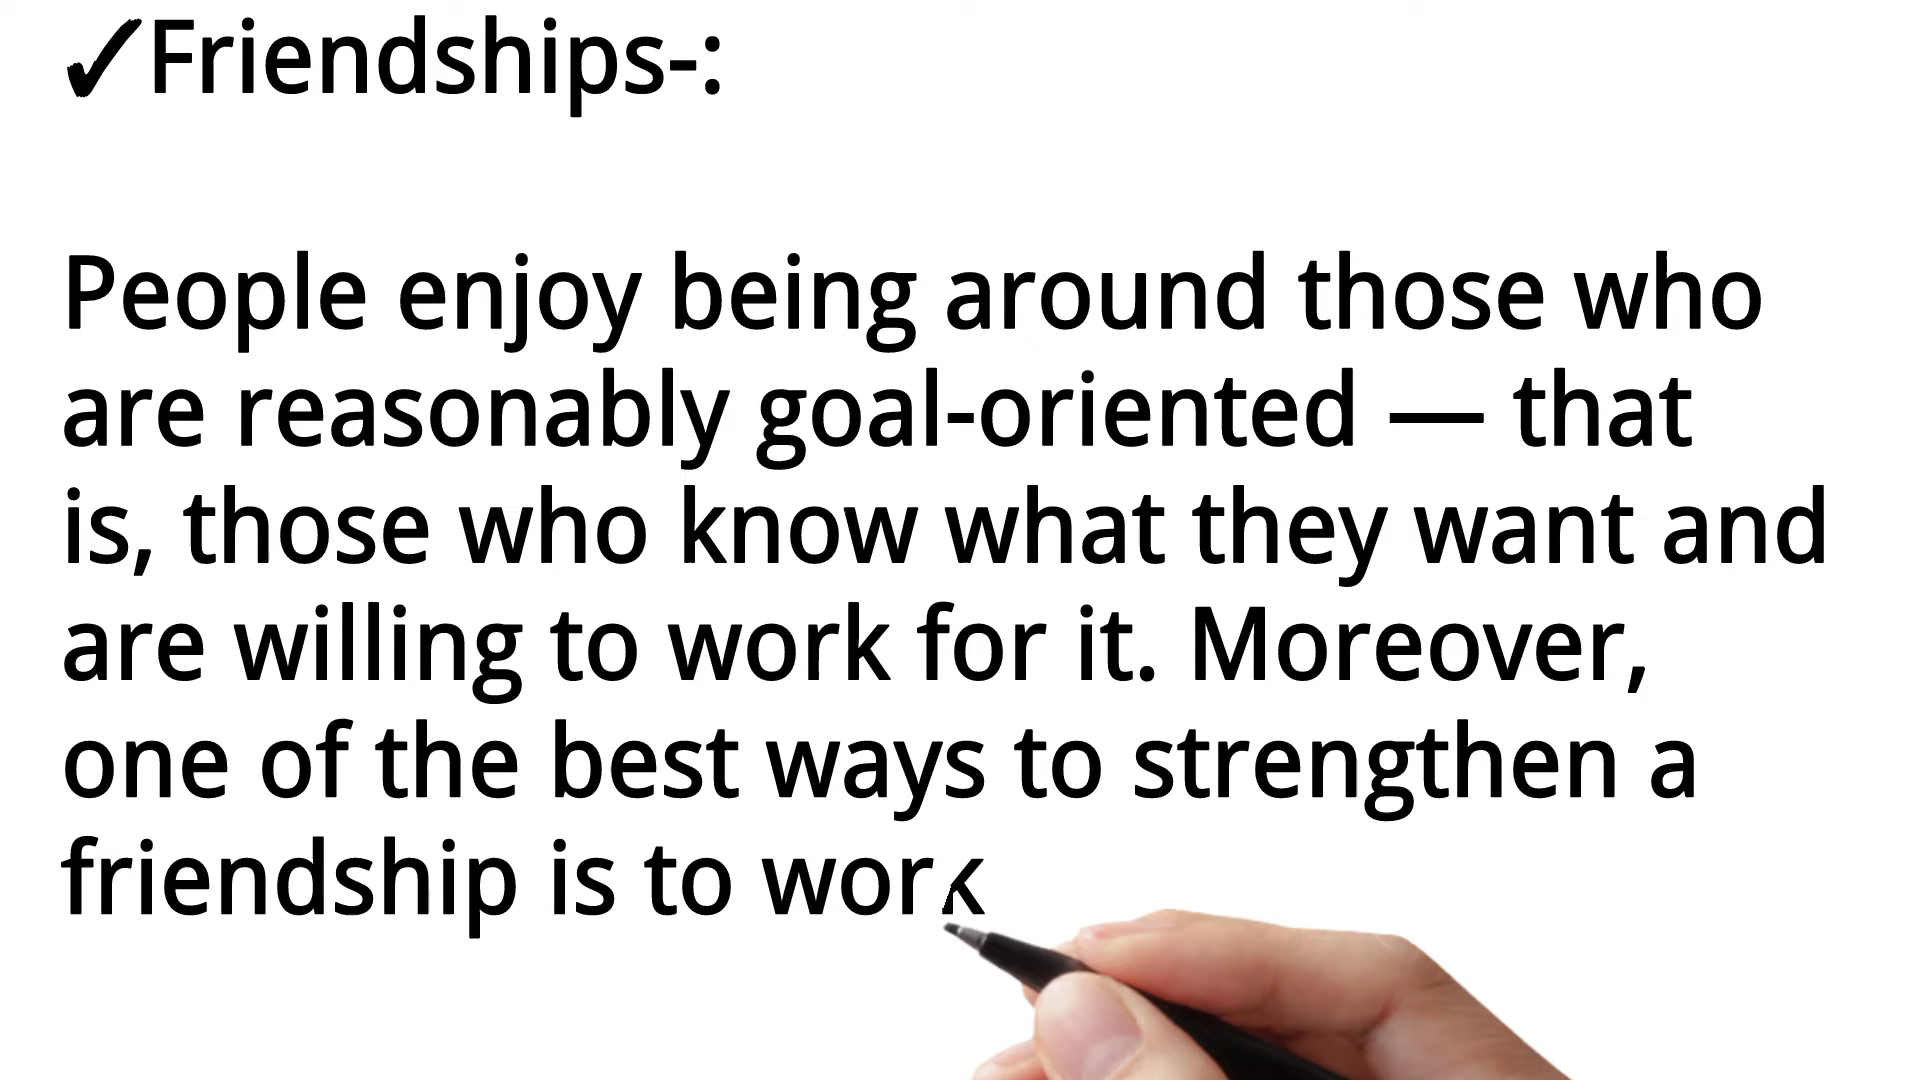 ✓Friendships-:
People enjoy being around those who
are reasonably goal-oriented — that
is, those who know what they want and
are willing to work for it. Moreover,
one of the best ways to strengthen a
friendship is to work